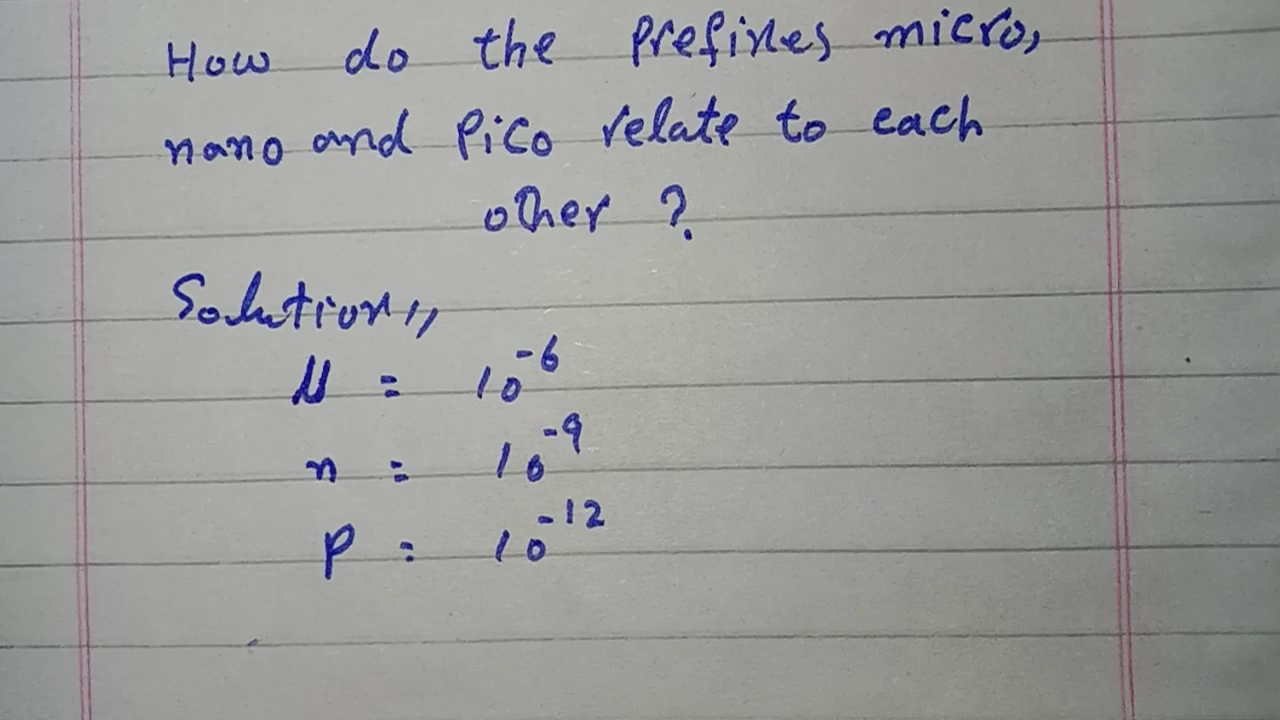 How do the Prefixes micro,
nano and Pico relate to each
other ?
Solution,,
μ = 10⁻⁶
n = 10⁻⁹
p = 10⁻¹²